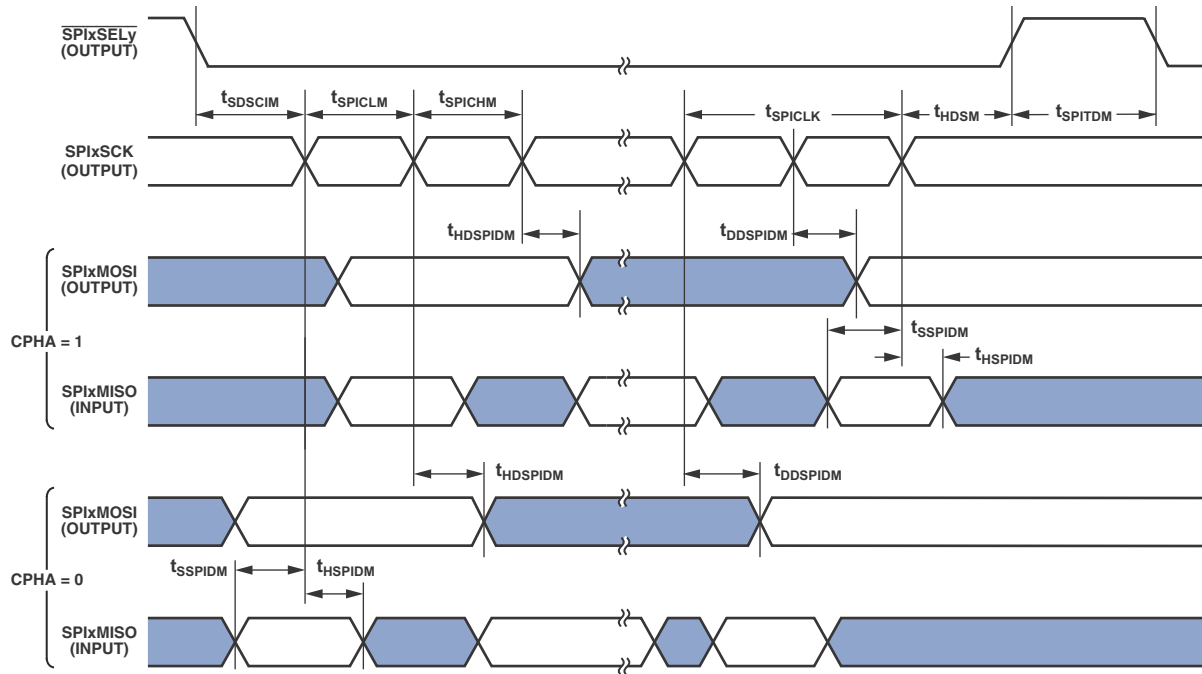 SPIxSELy
(OUTPUT)
tSDSCIM
tSPICLM
tSPICHM
tSPICLK
tHDSM
tSPITDM
SPIxSCK
(OUTPUT)
tHDSPIDM
tDDSPIDM
SPIxMOSI
(OUTPUT)
CPHA = 1
tSSPIDM
tHSPIDM
SPIxMISO
(INPUT)
tHDSPIDM
tDDSPIDM
SPIxMOSI
(OUTPUT)
CPHA = 0
tSSPIDM
tHSPIDM
SPIxMISO
(INPUT)